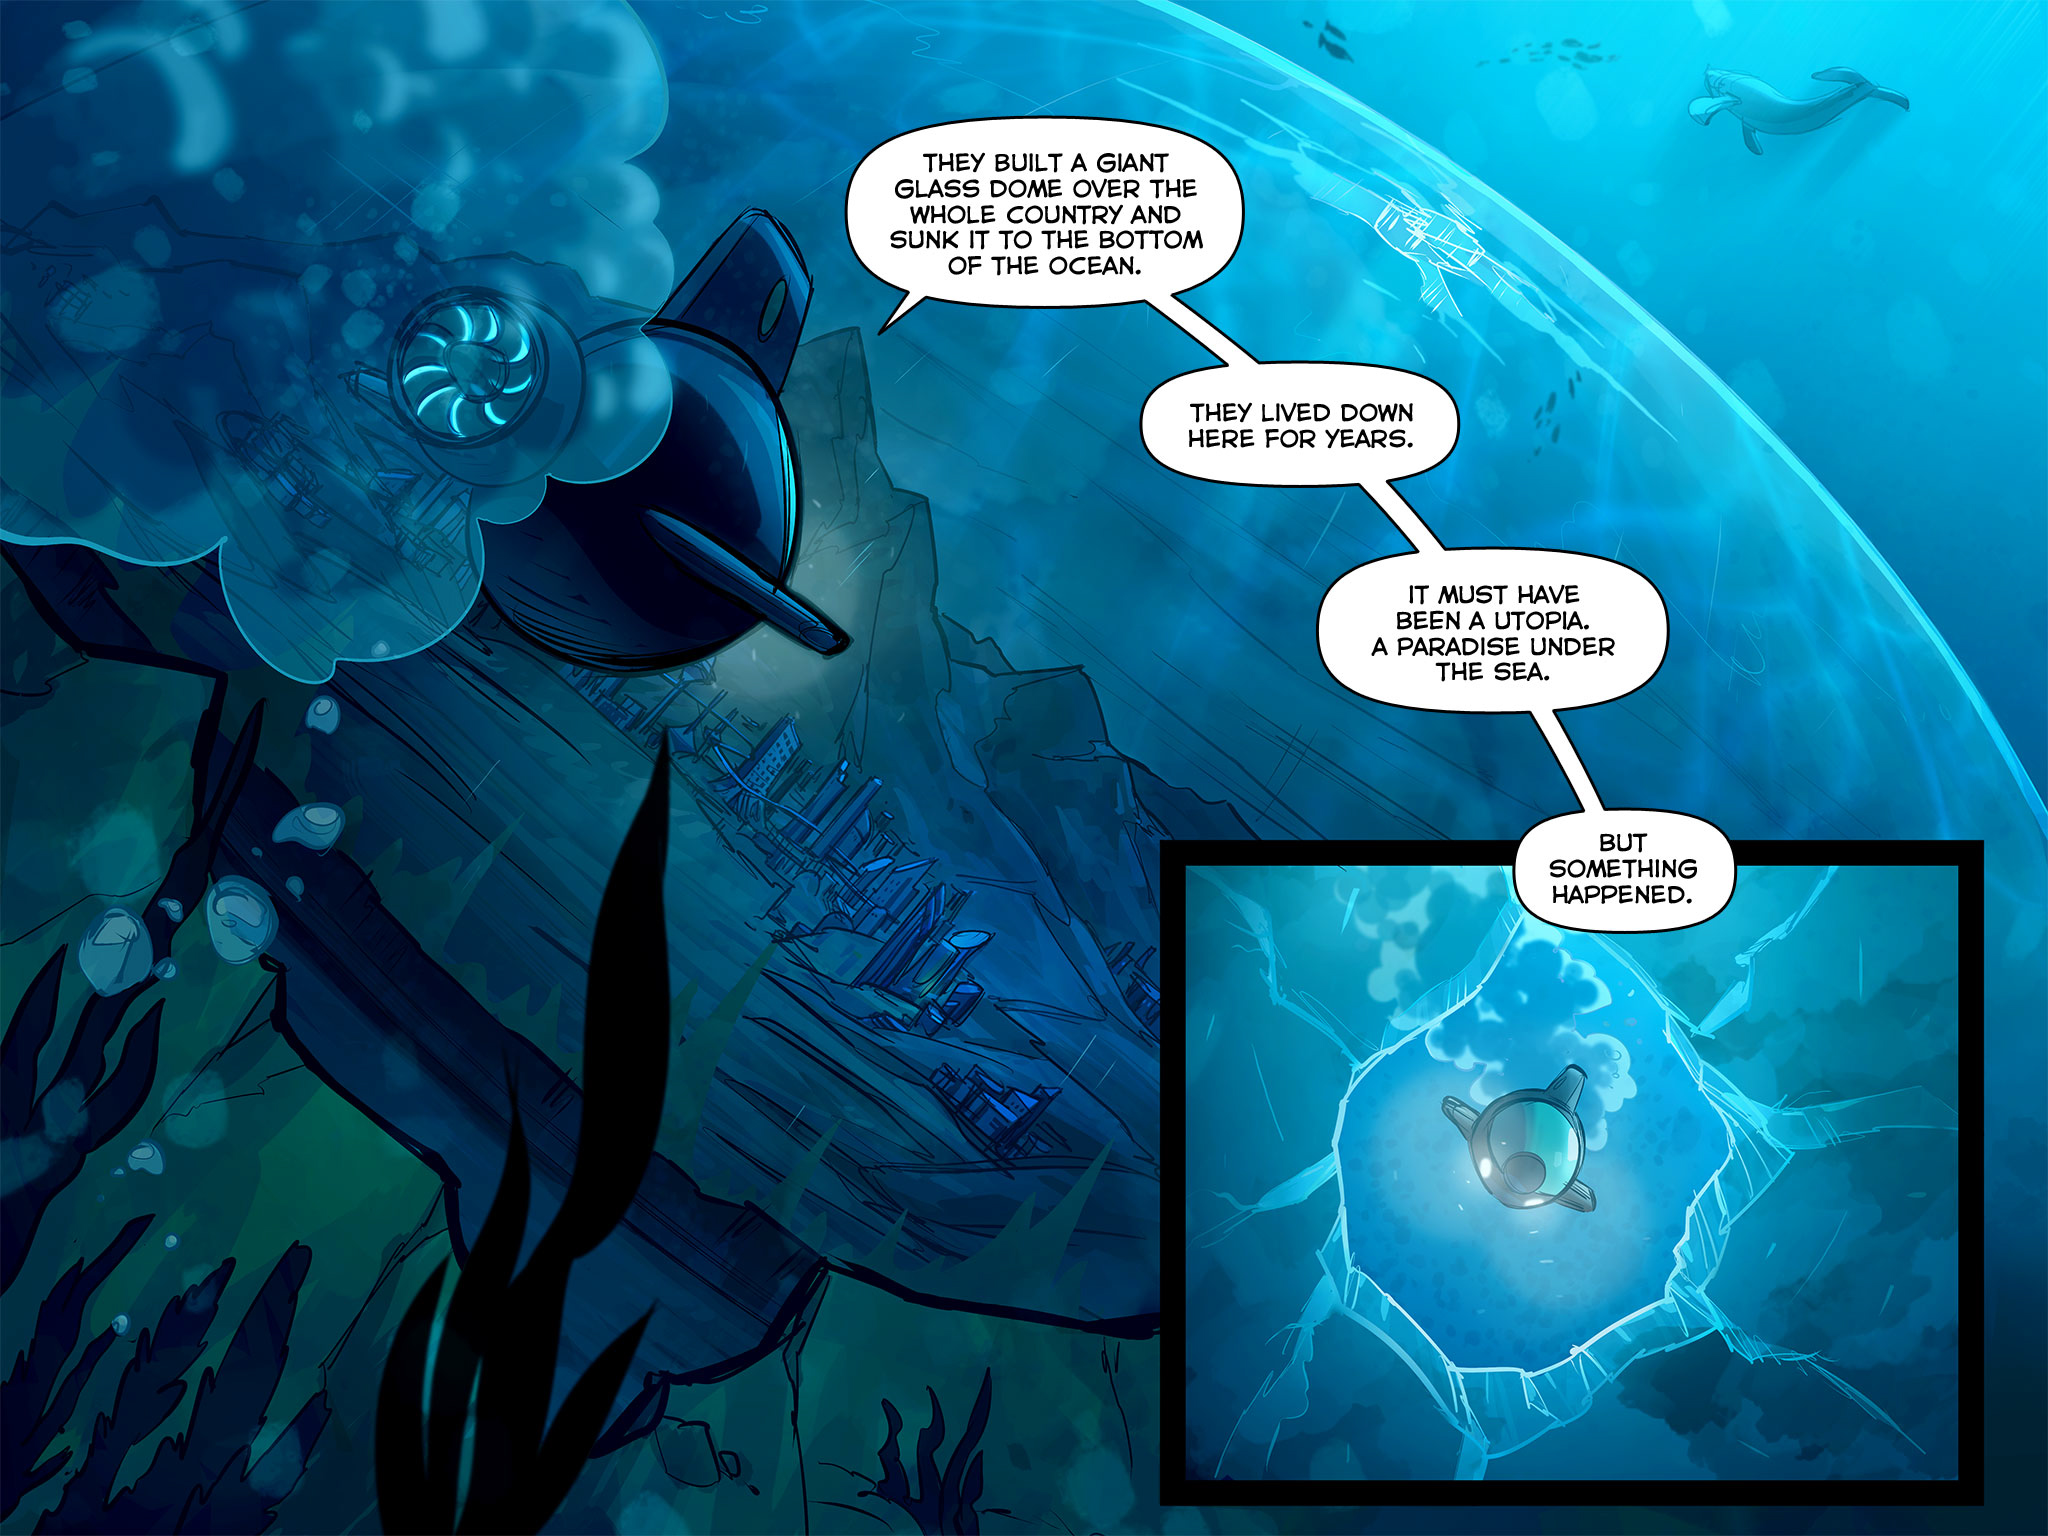 THEY BUILT A GIANT
GLASS DOME OVER THE
WHOLE COUNTRY AND
SUNK IT TO THE BOTTOM
OF THE OCEAN.
THEY LIVED DOWN
HERE FOR YEARS.
IT MUST HAVE
BEEN A UTOPIA.
A PARADISE UNDER
THE SEA.
BUT
SOMETHING
HAPPENED.